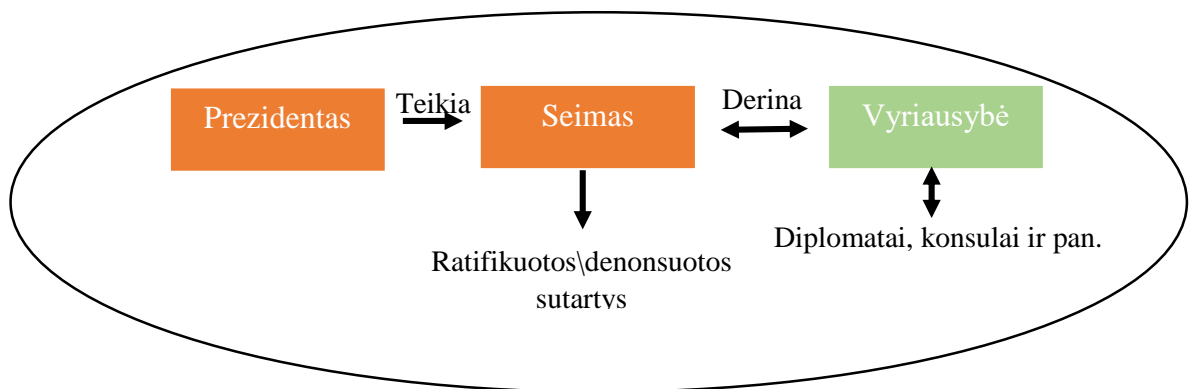 Prezidentas
Teikia
Seimas
Derina
Vyriausybė
Diplomatai, konsulai ir pan.
Ratifikuotos\denonsuotos
sutartys